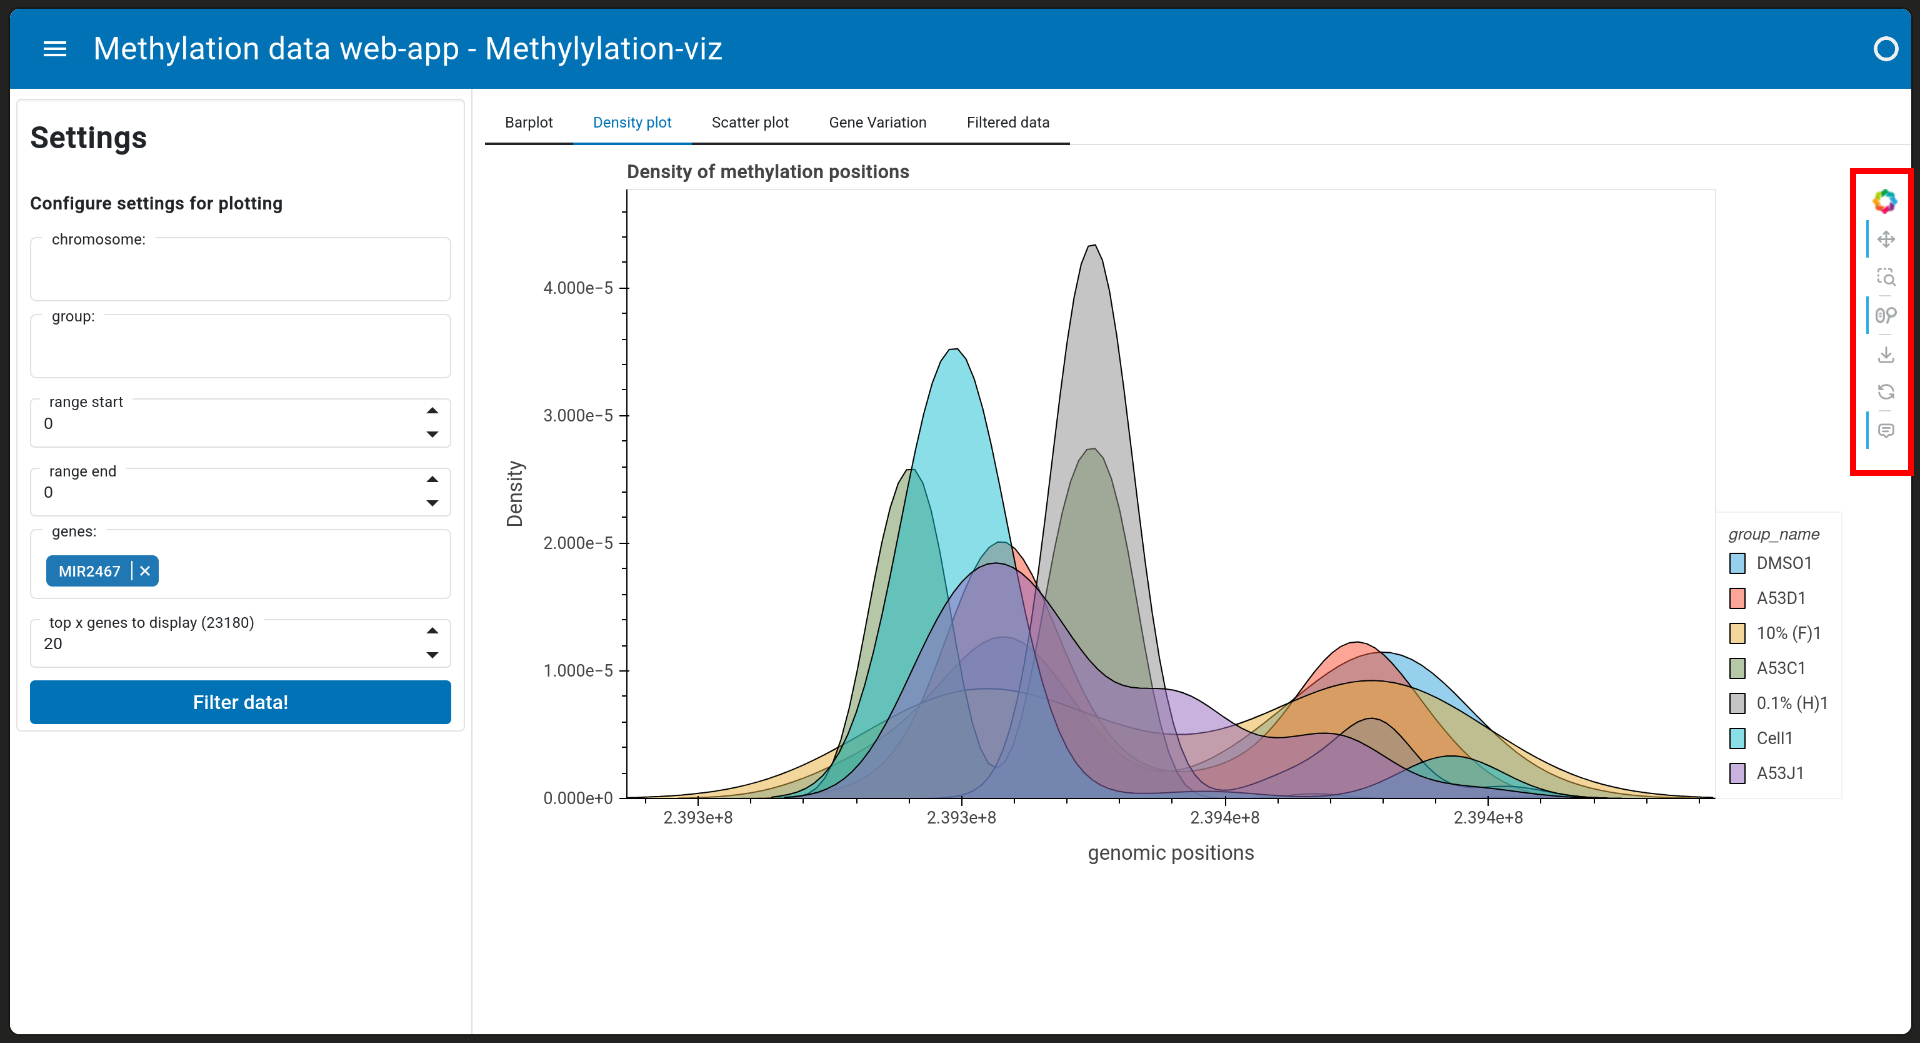 Methylation data web-app - Methylylation-viz
Settings
Configure settings for plotting
chromosome:
group:
range start
0
range end
0
genes:
MIR2467
top x genes to display (23180)
20
Filter data!
Barplot
Density plot
Scatter plot
Gene Variation
Filtered data
Density of methylation positions
Density
4.000e−5
3.000e−5
2.000e−5
1.000e−5
0.000e+0
2.393e+8
2.393e+8
2.394e+8
2.394e+8
genomic positions
group_name
DMSO1
A53D1
10% (F)1
A53C1
0.1% (H)1
Cell1
A53J1